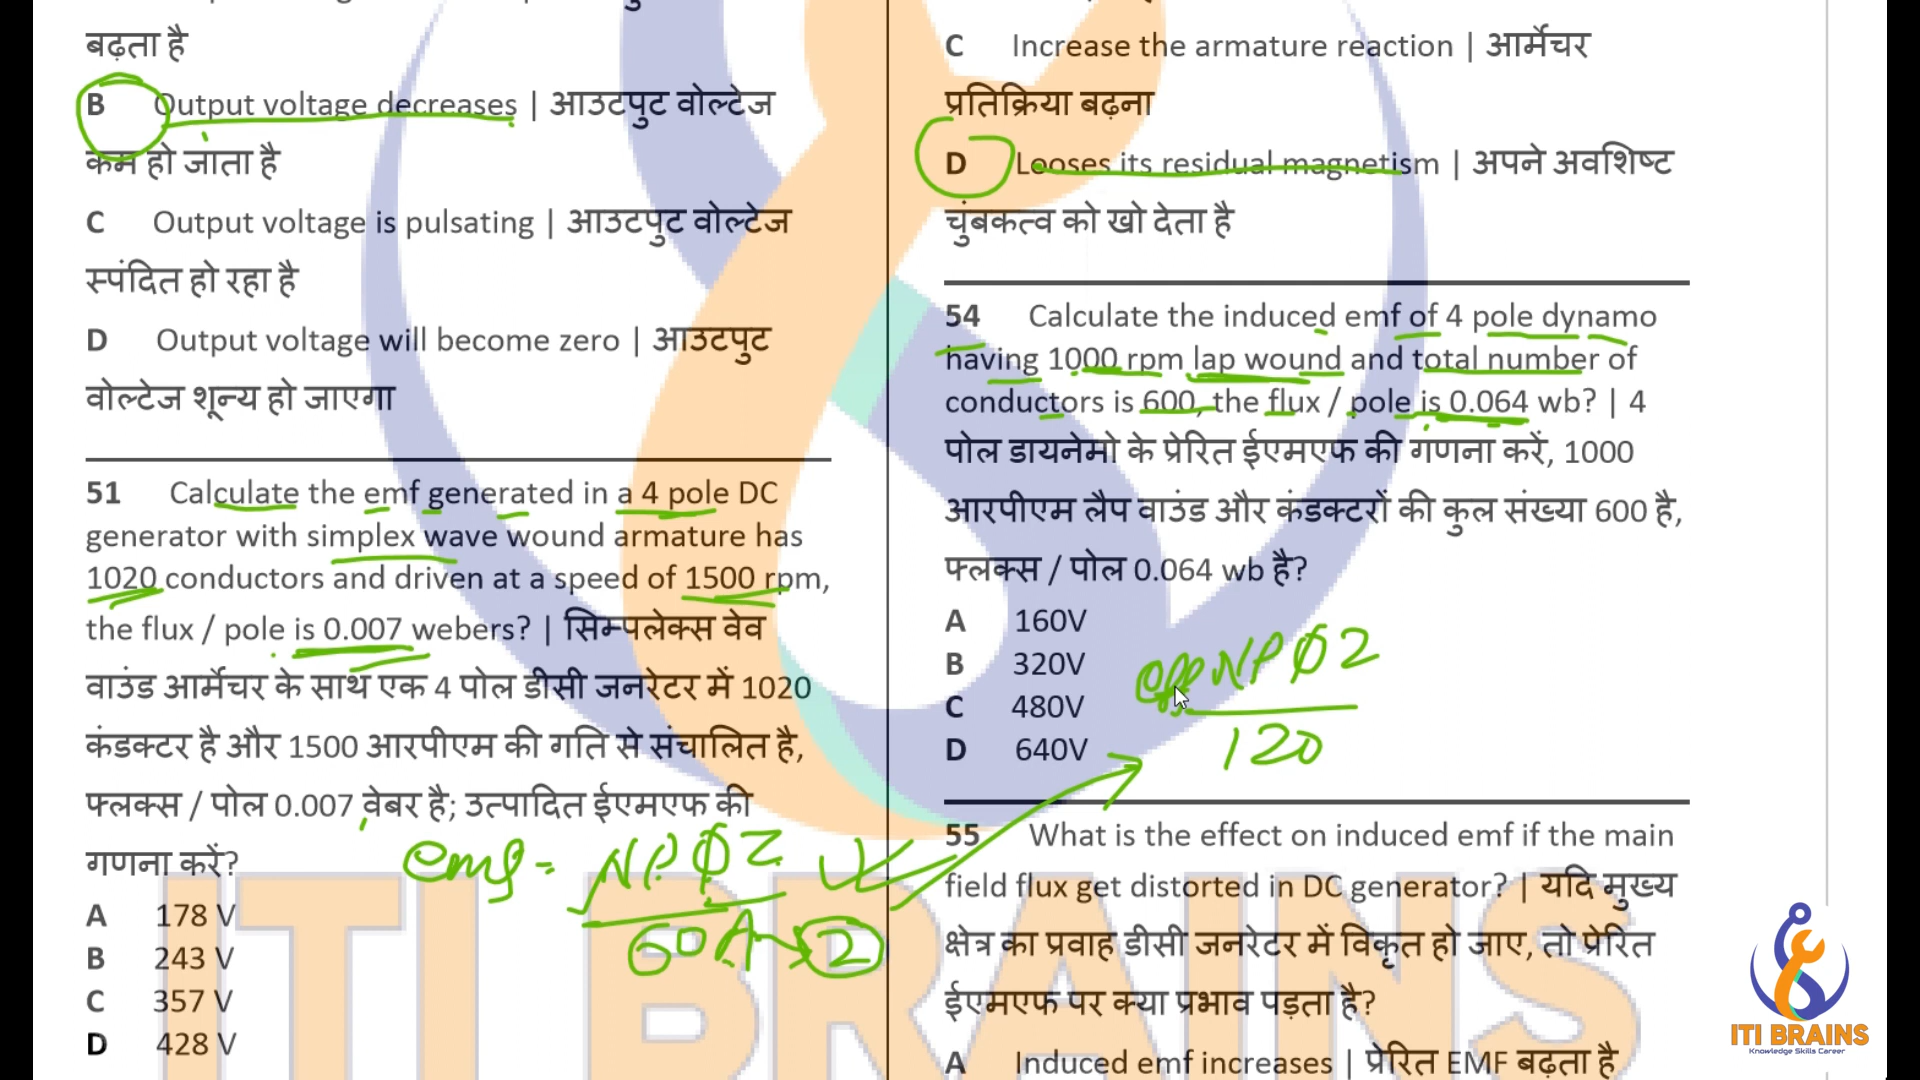 बढ़ता है
B Output voltage decreases | आउटपुट वोल्टेज
कम हो जाता है
C Output voltage is pulsating | आउटपुट वोल्टेज
स्पंदित हो रहा है
D Output voltage will become zero | आउटपुट
वोल्टेज शून्य हो जाएगा
51 Calculate the emf generated in a 4 pole DC
generator with simplex wave wound armature has
1020 conductors and driven at a speed of 1500 rpm,
the flux / pole is 0.007 webers? | सिम्पलेक्स वेव
वाउंड आर्मेचर के साथ एक 4 पोल डीसी जनरेटर में 1020
कंडक्टर है और 1500 आरपीएम की गति से संचालित है,
फ्लक्स / पोल 0.007 वेबर है; उत्पादित ईएमएफ की
गणना करें?
emf = NPØZ
60A 2
A 178 V
B 243 V
C 357 V
D 428 V
C Increase the armature reaction | आर्मेचर
प्रतिक्रिया बढ़ना
D Looses its residual magnetism | अपने अवशिष्ट
चुंबकत्व को खो देता है
54 Calculate the induced emf of 4 pole dynamo
having 1000 rpm lap wound and total number of
conductors is 600, the flux / pole is 0.064 wb? | 4
पोल डायनेमो के प्रेरित ईएमएफ की गणना करें, 1000
आरपीएम लैप वाउंड और कंडक्टरों की कुल संख्या 600 है,
फ्लक्स / पोल 0.064 wb है?
A 160V
B 320V
C 480V
D 640V
NPØZ
120
55 What is the effect on induced emf if the main
field flux get distorted in DC generator? | यदि मुख्य
क्षेत्र का प्रवाह डीसी जनरेटर में विकृत हो जाए, तो प्रेरित
ईएमएफ पर क्या प्रभाव पड़ता है?
A Induced emf increases | प्रेरित EMF बढ़ता है
ITI BRAINS
ITI BRAINS
Knowledge Skills Career